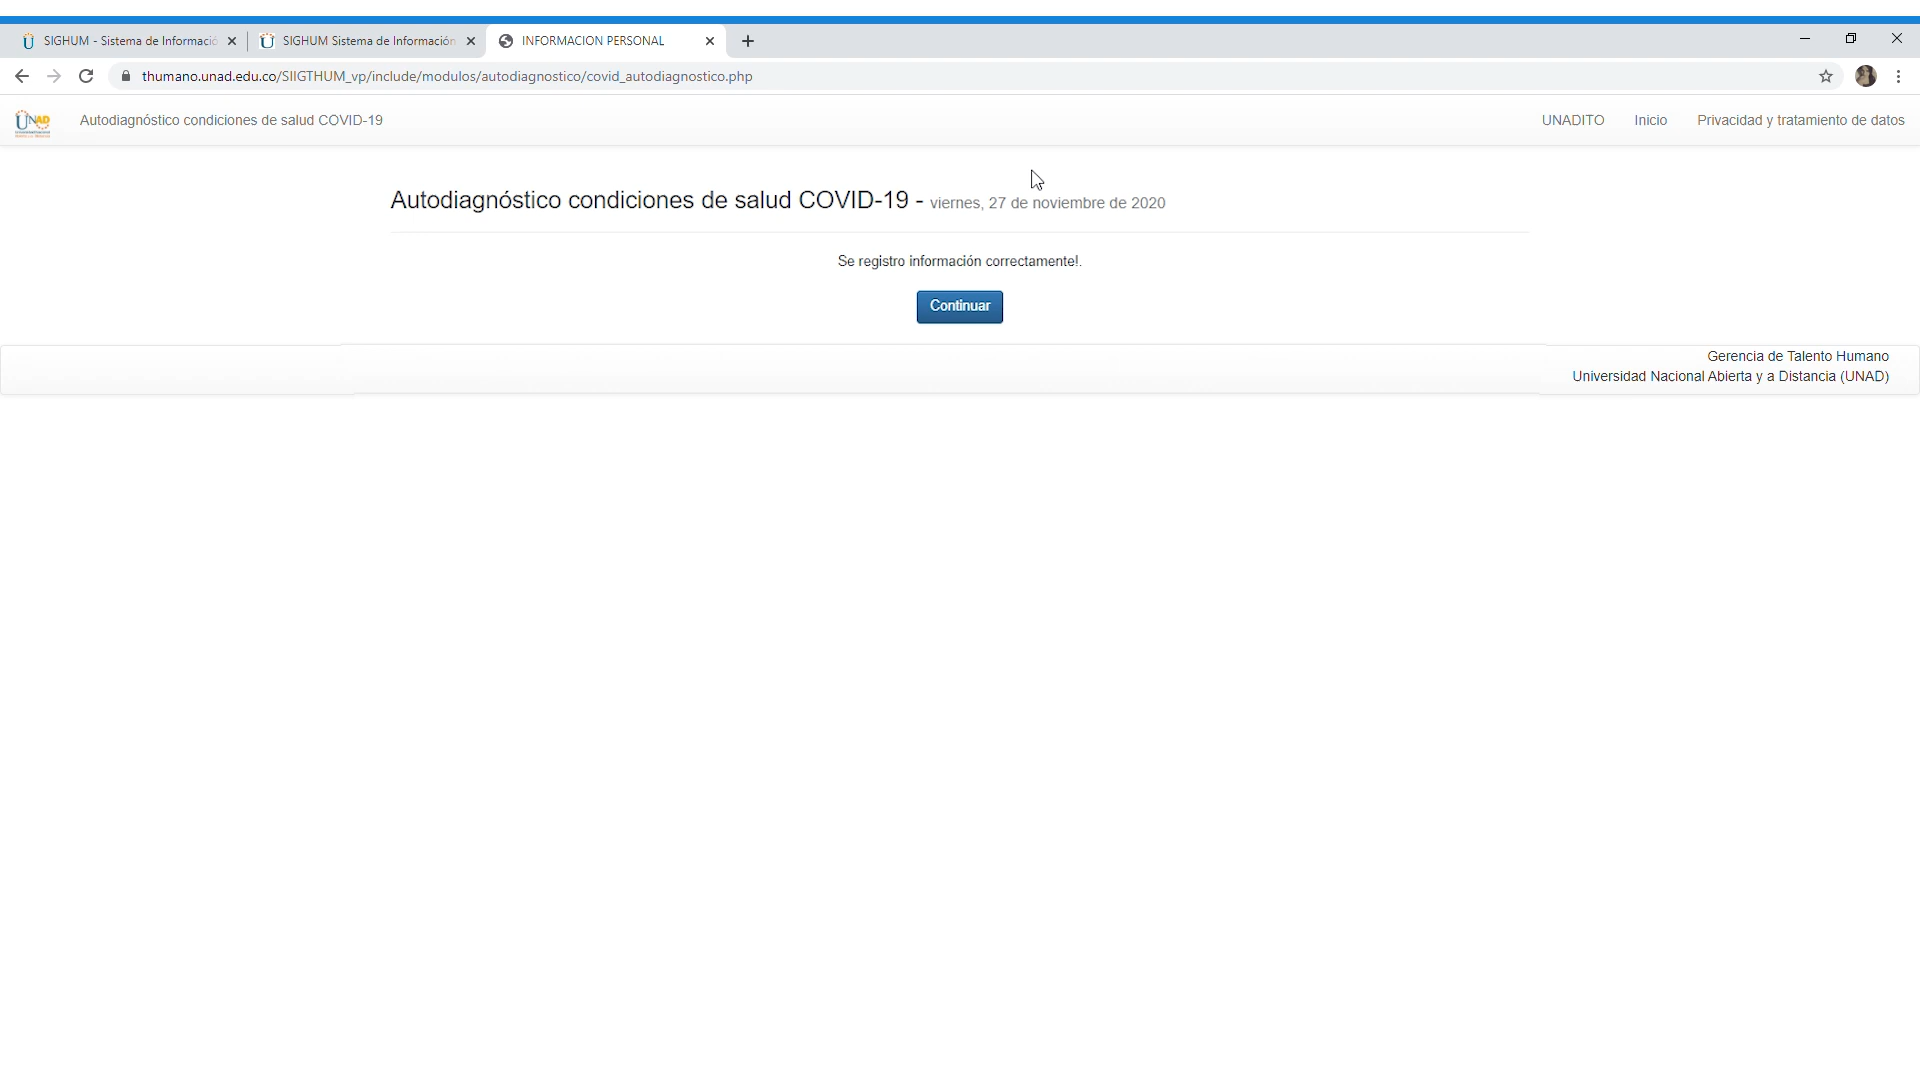 SIGHUM - Sistema de Informació
SIGHUM Sistema de Información
INFORMACION PERSONAL
thumano.unad.edu.co/SIIGTHUM_vp/include/modulos/autodiagnostico/covid_autodiagnostico.php
UNAD
Autodiagnóstico condiciones de salud COVID-19
UNADITO
Inicio
Privacidad y tratamiento de datos
Autodiagnóstico condiciones de salud COVID-19 - viernes, 27 de noviembre de 2020
Se registro información correctamente!.
Continuar
Gerencia de Talento Humano
Universidad Nacional Abierta y a Distancia (UNAD)